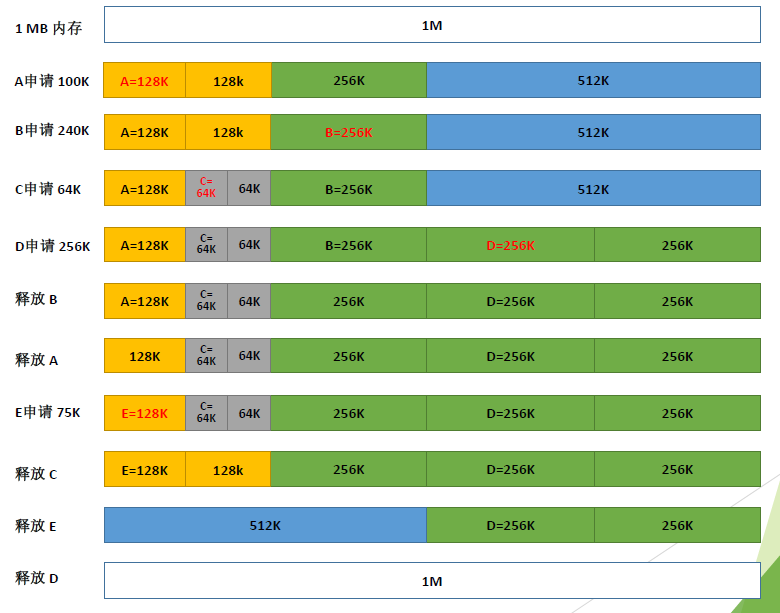 1 MB 内存 1M
A申请 100K A=128K 128k 256K 512K
B申请 240K A=128K 128k B=256K 512K
C申请 64K A=128K C= 64K 64K B=256K 512K
D申请 256K A=128K C= 64K 64K B=256K D=256K 256K
释放 B A=128K C= 64K 64K 256K D=256K 256K
释放 A 128K C= 64K 64K 256K D=256K 256K
E申请 75K E=128K C= 64K 64K 256K D=256K 256K
释放 C E=128K 128k 256K D=256K 256K
释放 E 512K D=256K 256K
释放 D 1M